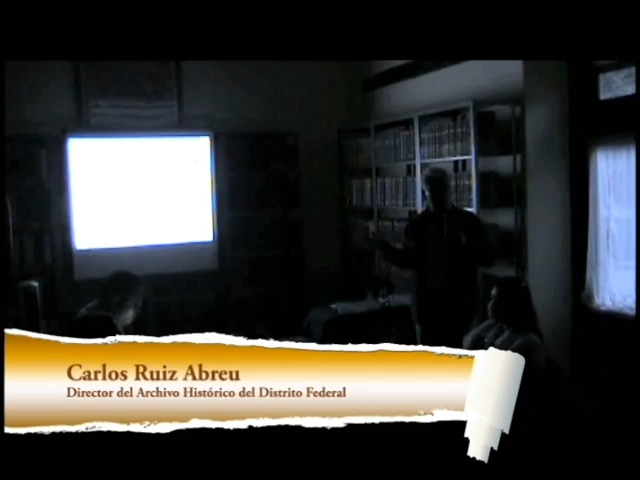 Carlos Ruiz Abreu
Director del Archivo Histórico del Distrito Federal